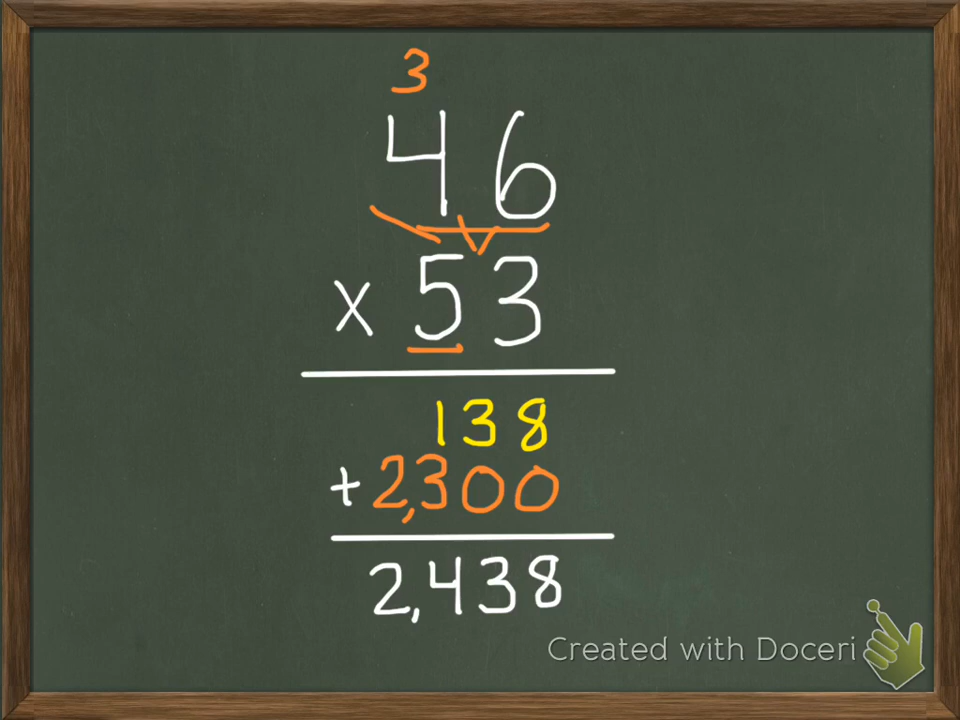 3
46
x 53
138
+ 2,300
2,438
Created with Doceri